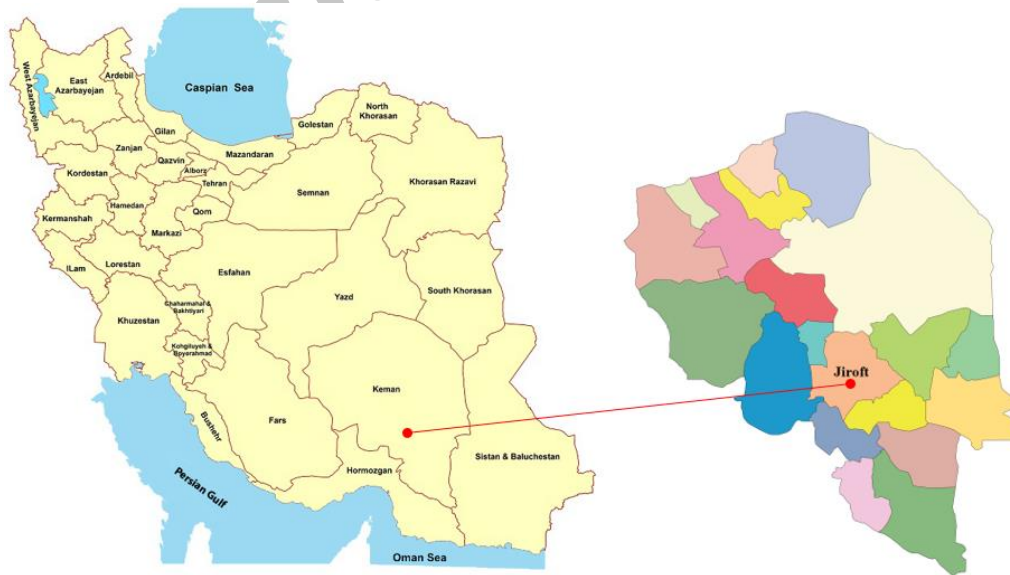 West Azarbayejan
East
Azarbayejan
Ardebil
Caspian Sea
Gilan
Zanjan
Qazvin
Alborz
Tehran
Mazandaran
Golestan
North
Khorasan
Kordestan
Hamedan
Qom
Semnan
Khorasan Razavi
Kermanshah
Markazi
ILam
Lorestan
Esfahan
Yazd
South Khorasan
Khuzestan
Chaharmahal &
Bakhtiyari
Kohgiluyeh &
Boyerahmad
Keman
Fars
Bushehr
Hormozgan
Sistan & Baluchestan
Persian Gulf
Oman Sea
Jiroft